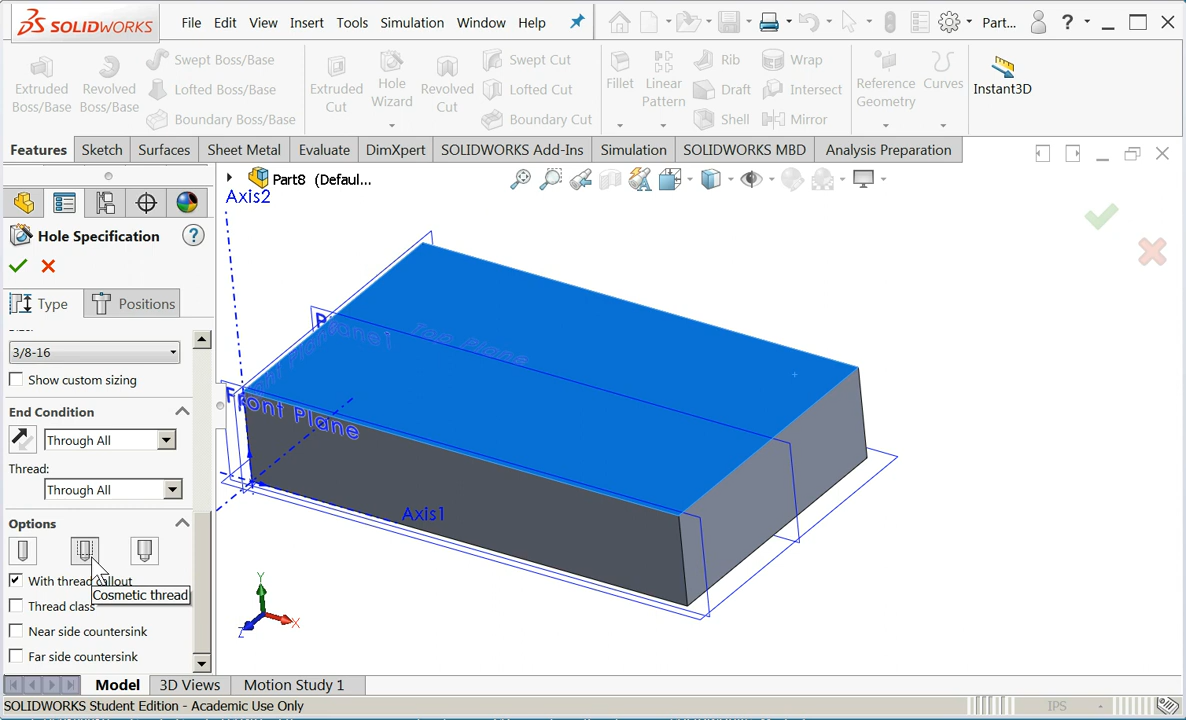 SOLIDWORKS File Edit View Insert Tools Simulation Window Help Part... ?
Extruded Boss/Base
Revolved Boss/Base
Swept Boss/Base
Lofted Boss/Base
Boundary Boss/Base
Extruded Cut
Hole Wizard
Revolved Cut
Swept Cut
Lofted Cut
Boundary Cut
Fillet
Linear Pattern
Rib
Draft
Shell
Wrap
Intersect
Mirror
Reference Geometry
Curves
Instant3D
Features Sketch Surfaces Sheet Metal Evaluate DimXpert SOLIDWORKS Add-Ins Simulation SOLIDWORKS MBD Analysis Preparation
Part8 (Defaul...
Axis2
Hole Specification ?
Type Positions
3/8-16
Show custom sizing
End Condition
Through All
Thread:
Through All
Options
With thread callout
Cosmetic thread
Thread class
Near side countersink
Far side countersink
Top Plane
Front Plane
Axis1
Y
X
Z
Model 3D Views Motion Study 1
SOLIDWORKS Student Edition - Academic Use Only IPS